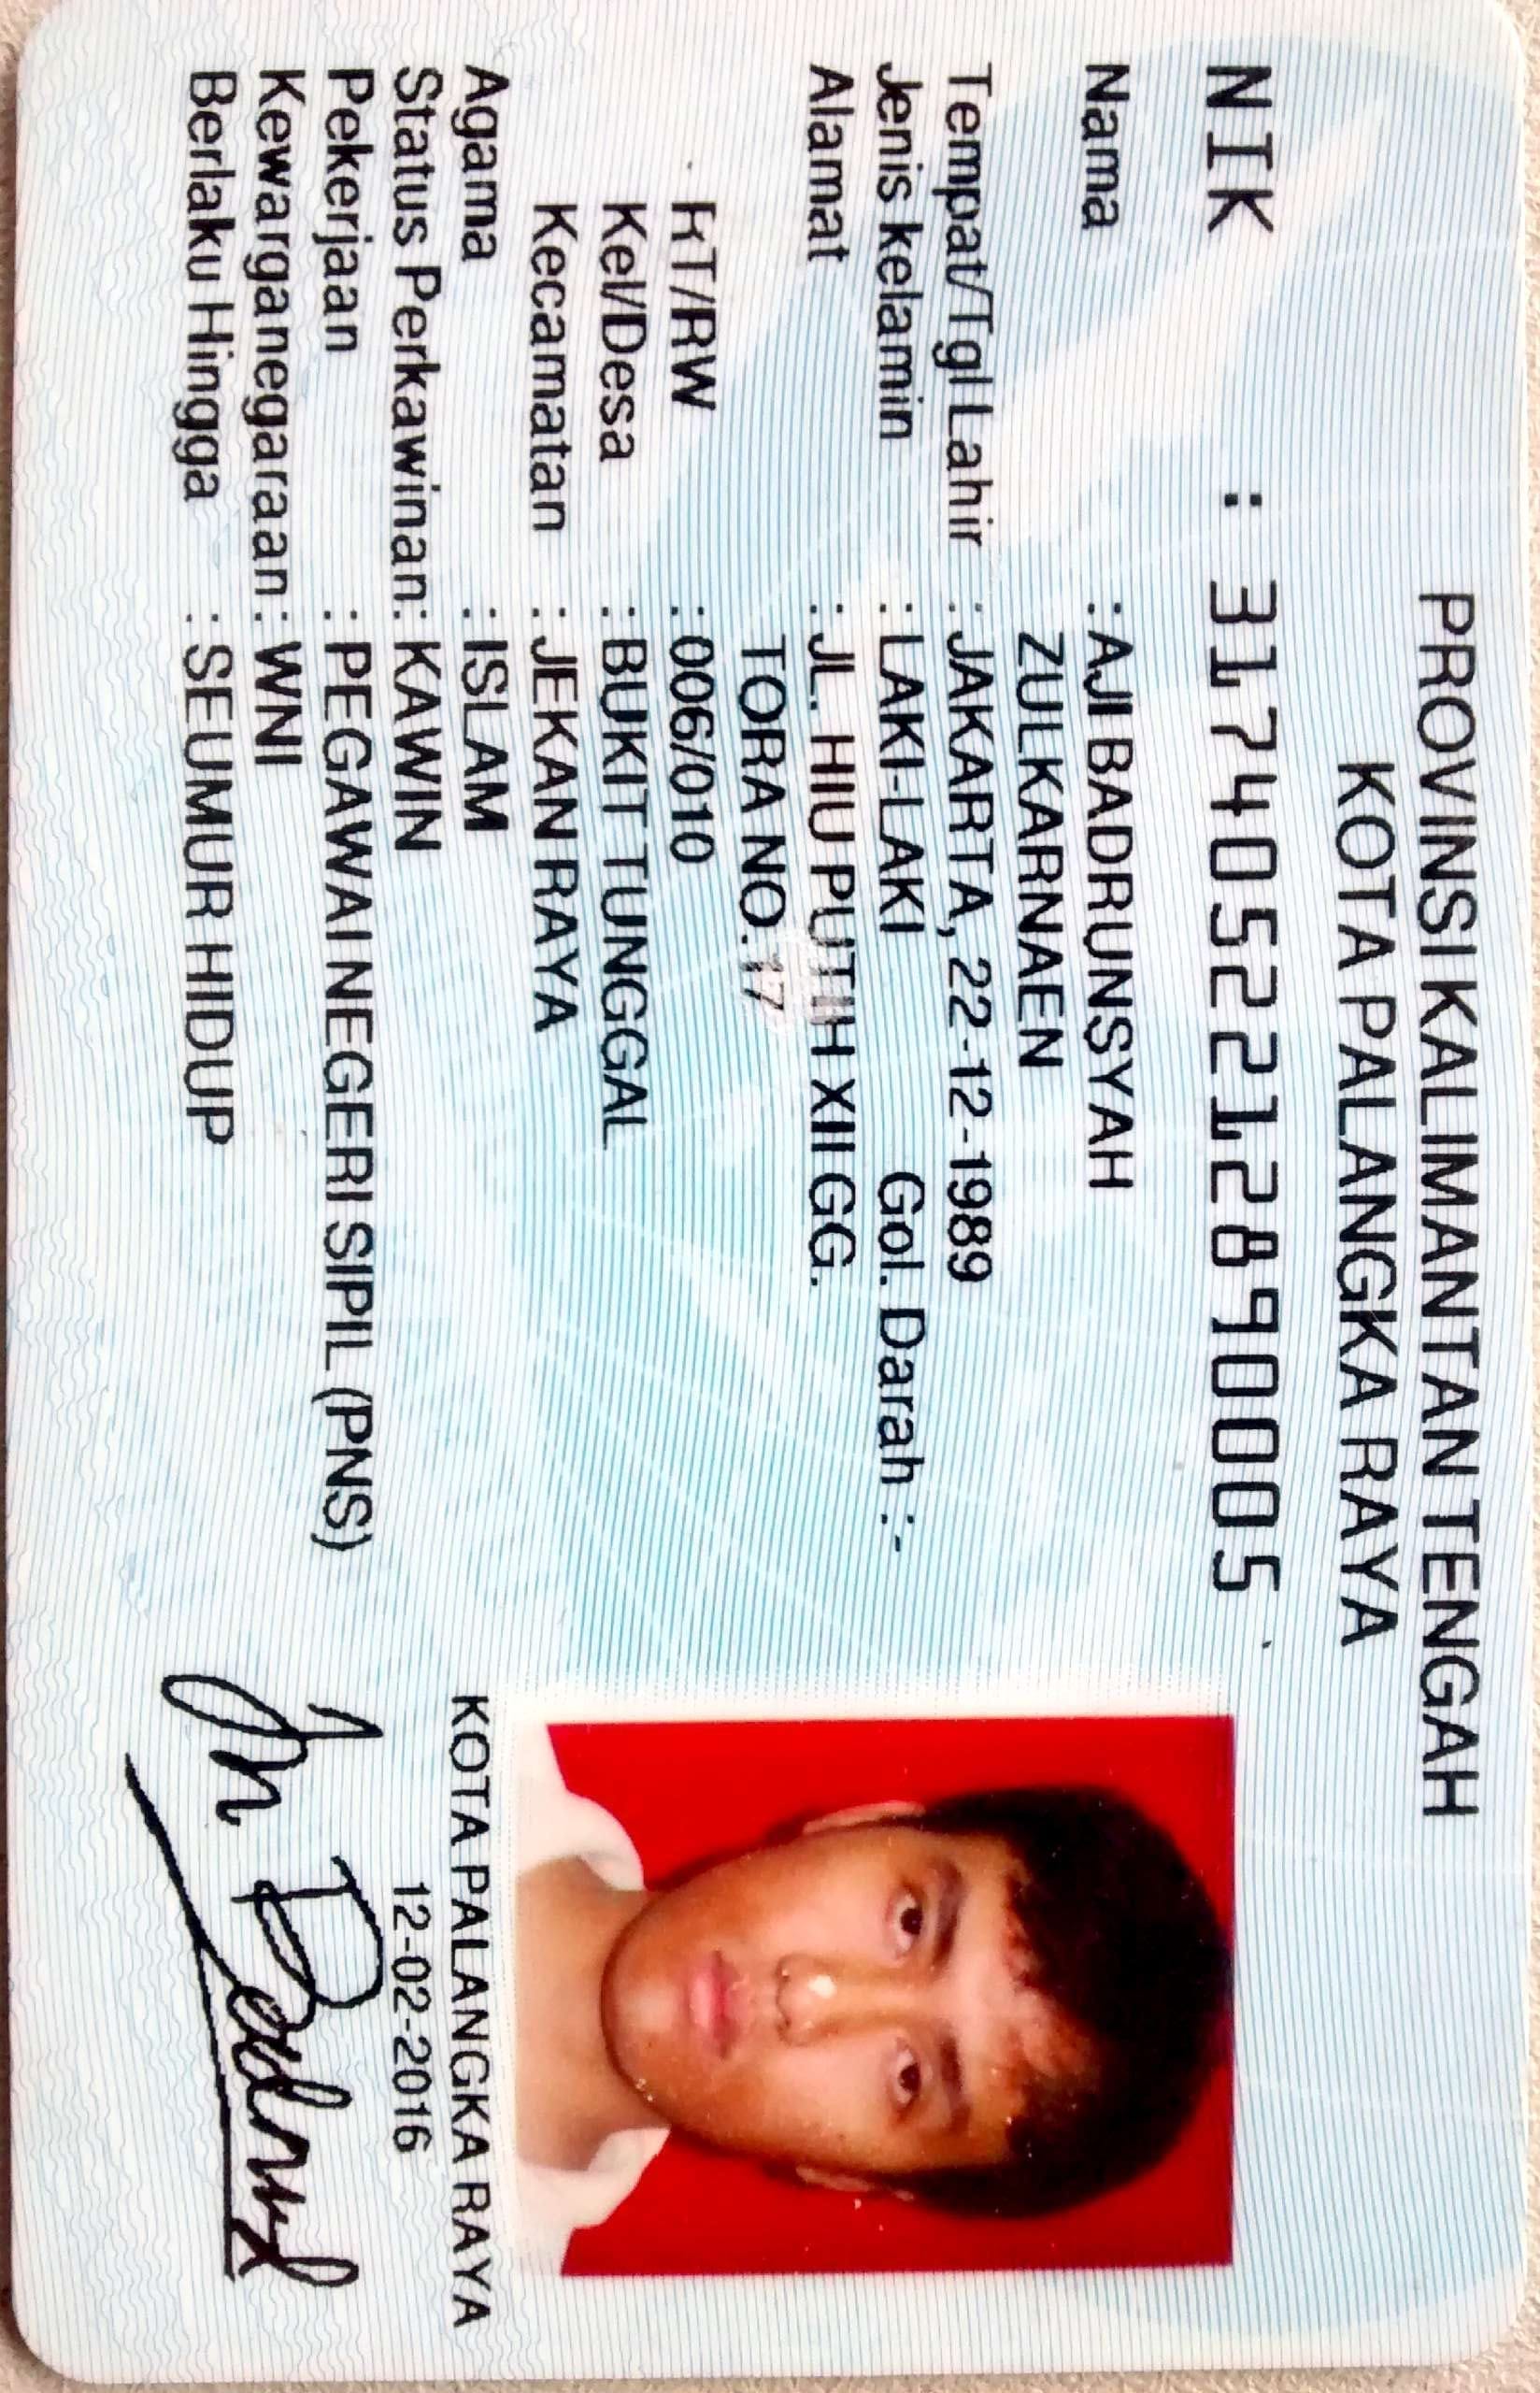 PROVINSI KALIMANTAN TENGAH
KOTA PALANGKA RAYA
NIK : 3174052212890005
Nama : AJI BADRUNSYAH
ZULKARNAEN
Tempat/Tgl Lahir : JAKARTA, 22-12-1989
Jenis kelamin : LAKI-LAKI Gol. Darah :-
Alamat : JL. HIU PUTIH XII GG.
TORA NO.17
RT/RW : 006/010
Kel/Desa : BUKIT TUNGGAL
Kecamatan : JEKAN RAYA
Agama : ISLAM
Status Perkawinan: KAWIN
Pekerjaan : PEGAWAI NEGERI SIPIL (PNS)
Kewarganegaraan: WNI
Berlaku Hingga : SEUMUR HIDUP
KOTA PALANGKA RAYA
12-02-2016